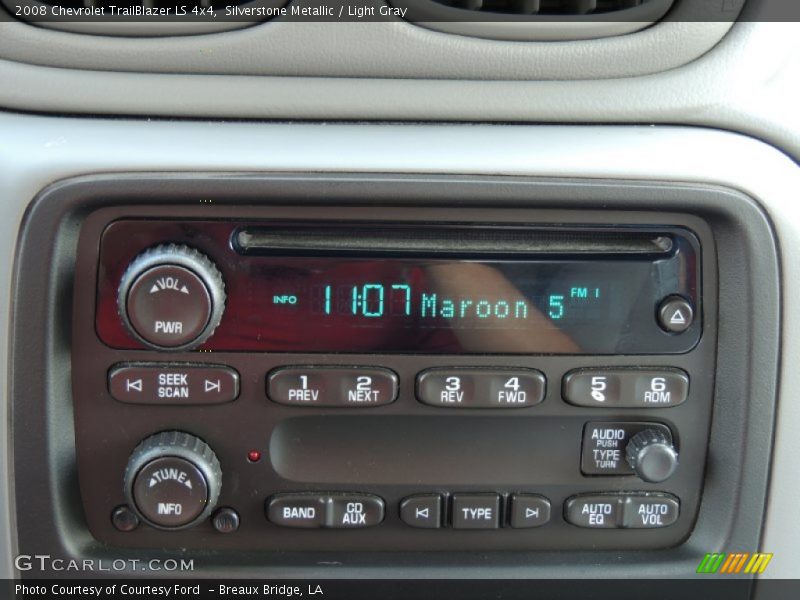 2008 Chevrolet TrailBlazer LS 4x4, Silverstone Metallic / Light Gray
VOL
PWR
INFO 11:07 Maroon 5 FM 1
SEEK
SCAN
1 PREV
2 NEXT
3 REV
4 FWD
5
6 RDM
TUNE
INFO
AUDIO
PUSH
TYPE
TURN
BAND
CD
AUX
TYPE
AUTO
EQ
AUTO
VOL
GTCARLOT.COM
Photo Courtesy of Courtesy Ford - Breaux Bridge, LA